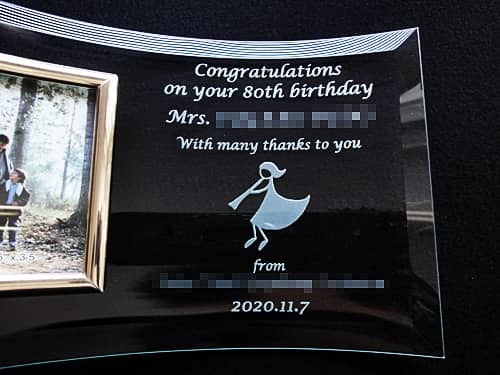 Congratulations
on your 80th birthday
Mrs.
With many thanks to you
from
2020.11.7